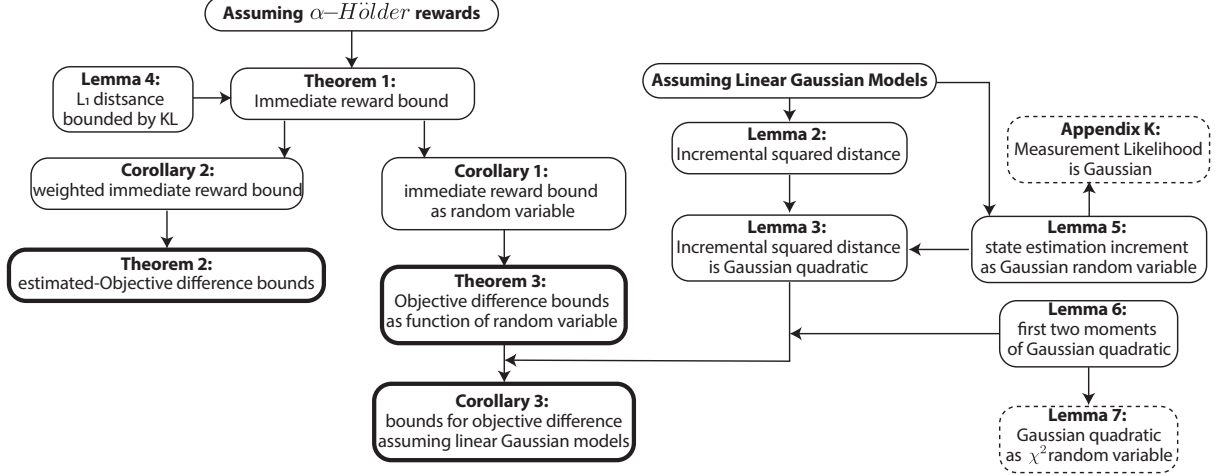 Assuming α−Hölder rewards
Lemma 4:
L₁ distsance
bounded by KL
Theorem 1:
Immediate reward bound
Corollary 2:
weighted immediate reward bound
Theorem 2:
estimated-Objective difference bounds
Corollary 1:
immediate reward bound
as random variable
Theorem 3:
Objective difference bounds
as function of random variable
Corollary 3:
bounds for objective difference
assuming linear Gaussian models
Assuming Linear Gaussian Models
Lemma 2:
Incremental squared distance
Lemma 3:
Incremental squared distance
is Gaussian quadratic
Appendix K:
Measurement Likelihood
is Gaussian
Lemma 5:
state estimation increment
as Gaussian random variable
Lemma 6:
first two moments
of Gaussian quadratic
Lemma 7:
Gaussian quadratic
as χ² random variable